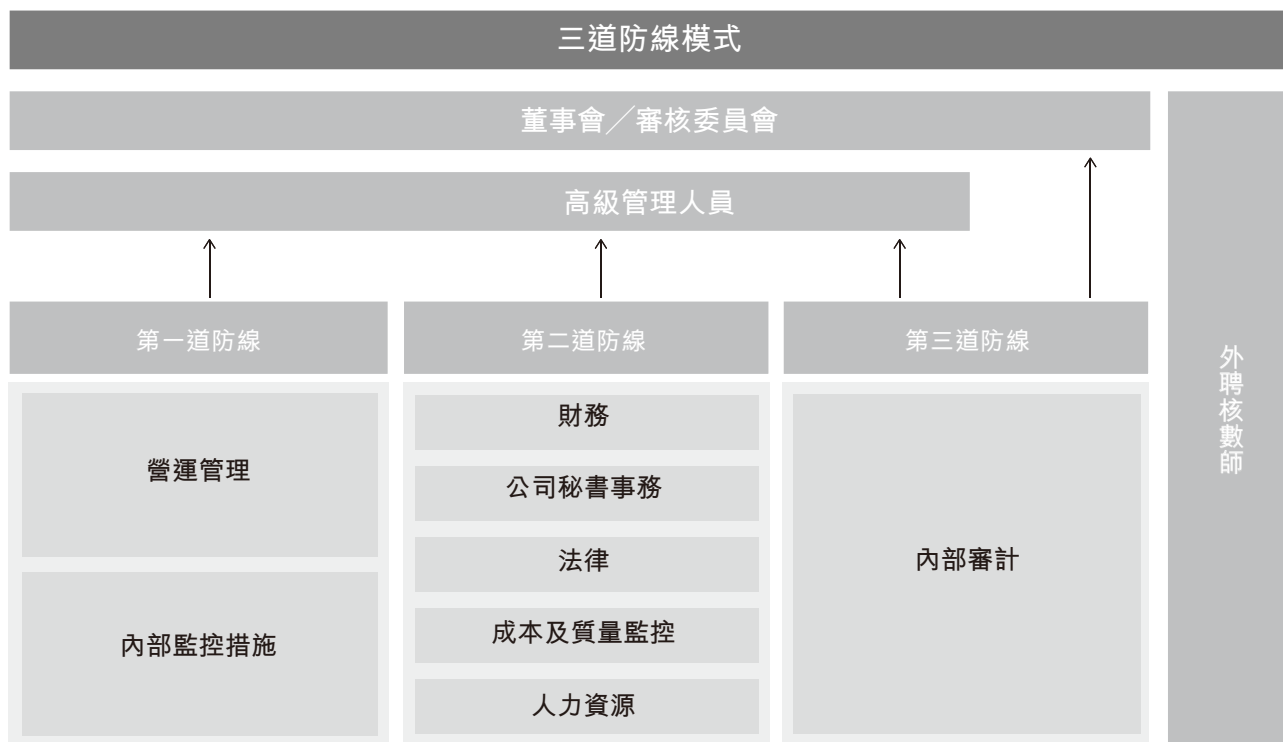 三道防線模式
董事會╱審核委員會
高級管理人員
第一道防線
第二道防線
第三道防線
營運管理
內部監控措施
財務
公司秘書事務
法律
成本及質量監控
人力資源
內部審計
外聘核數師